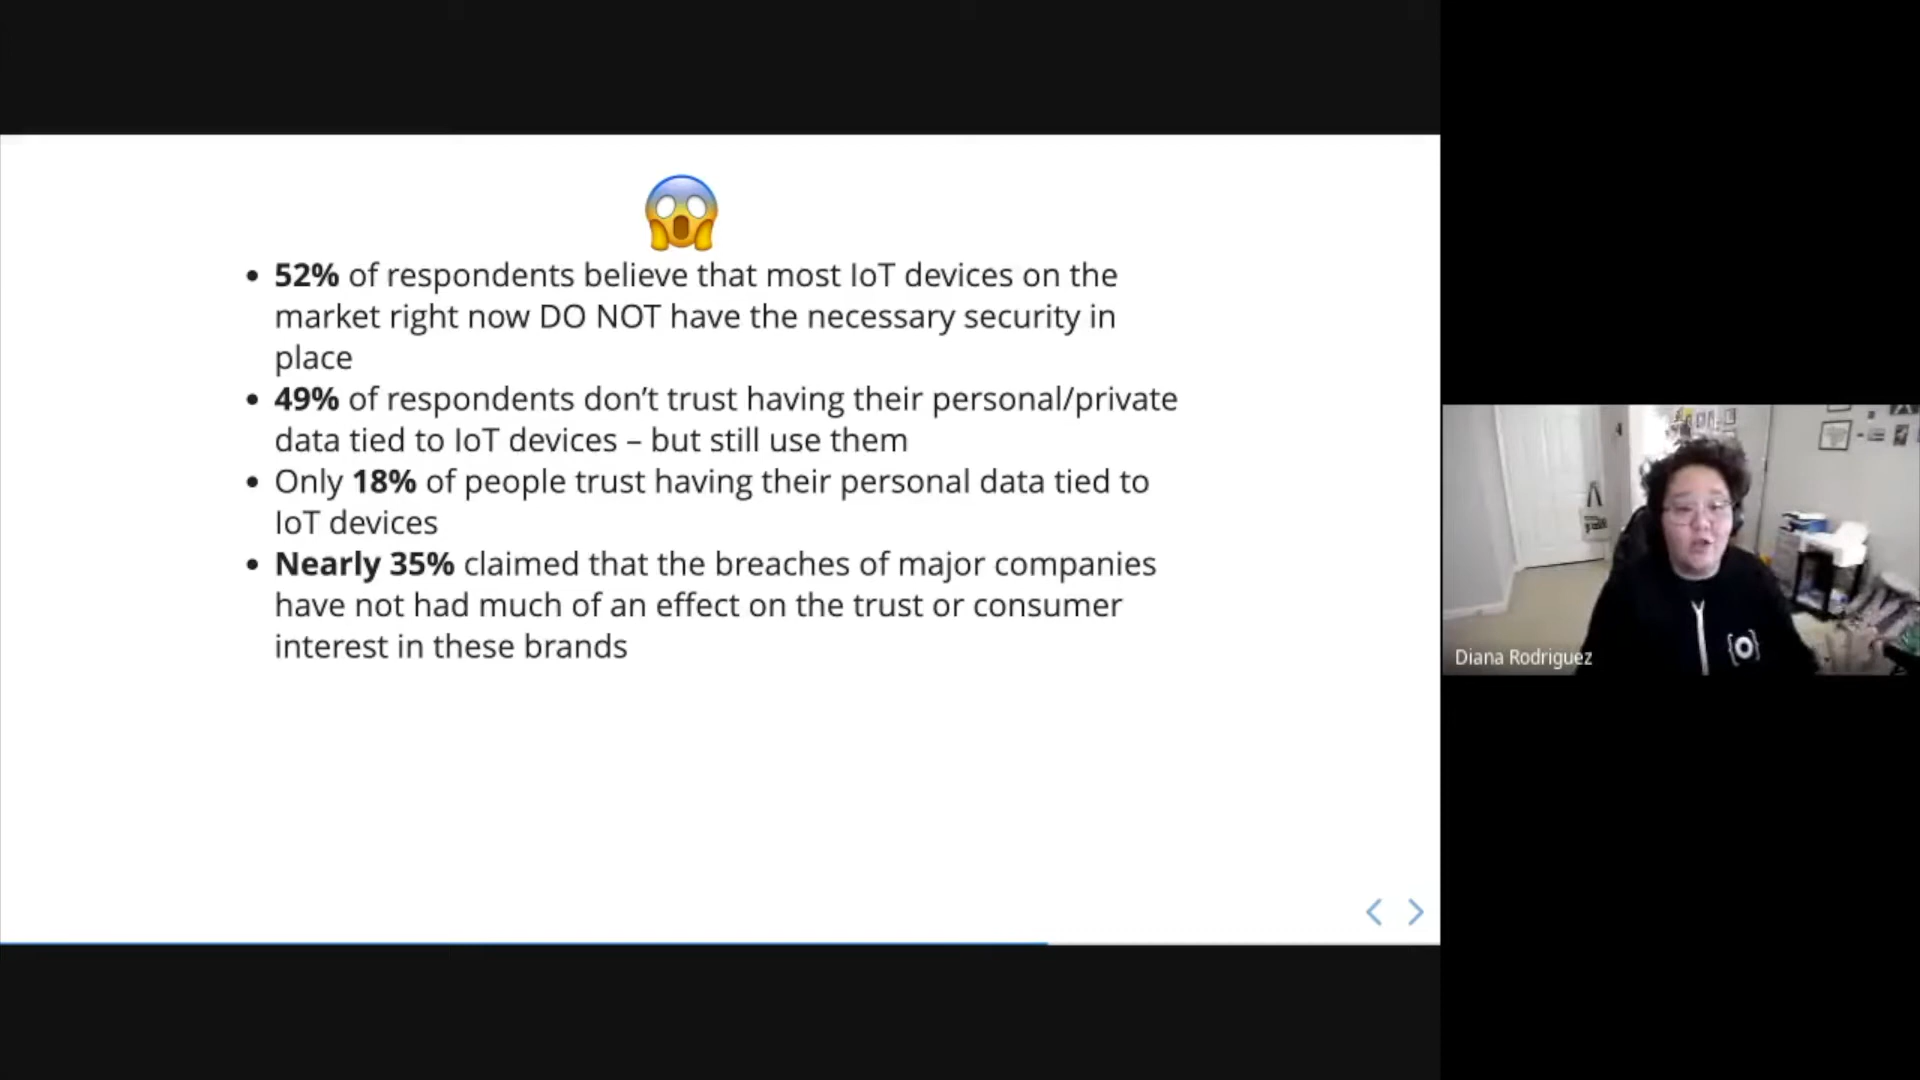 • 52% of respondents believe that most IoT devices on the
market right now DO NOT have the necessary security in
place
• 49% of respondents don’t trust having their personal/private
data tied to IoT devices – but still use them
• Only 18% of people trust having their personal data tied to
IoT devices
• Nearly 35% claimed that the breaches of major companies
have not had much of an effect on the trust or consumer
interest in these brands
Diana Rodriguez